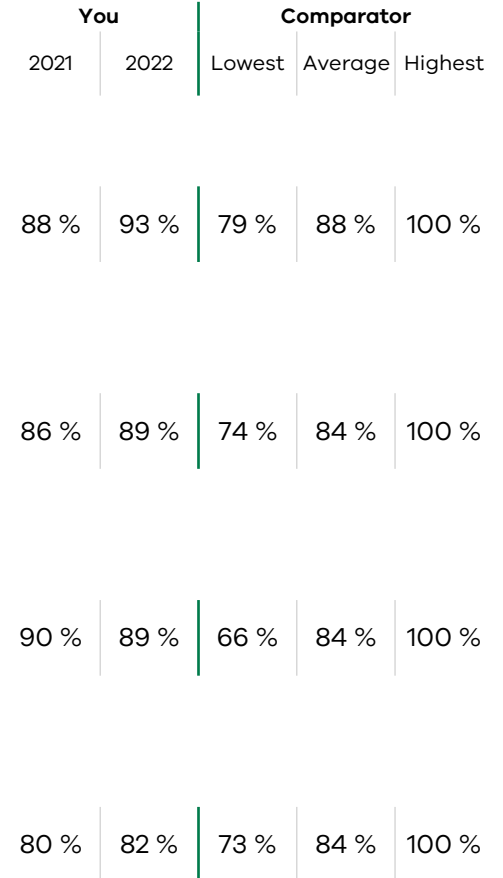 You Comparator
2021 2022 Lowest Average Highest
88 % 93 % 79 % 88 % 100 %
86 % 89 % 74 % 84 % 100 %
90 % 89 % 66 % 84 % 100 %
80 % 82 % 73 % 84 % 100 %